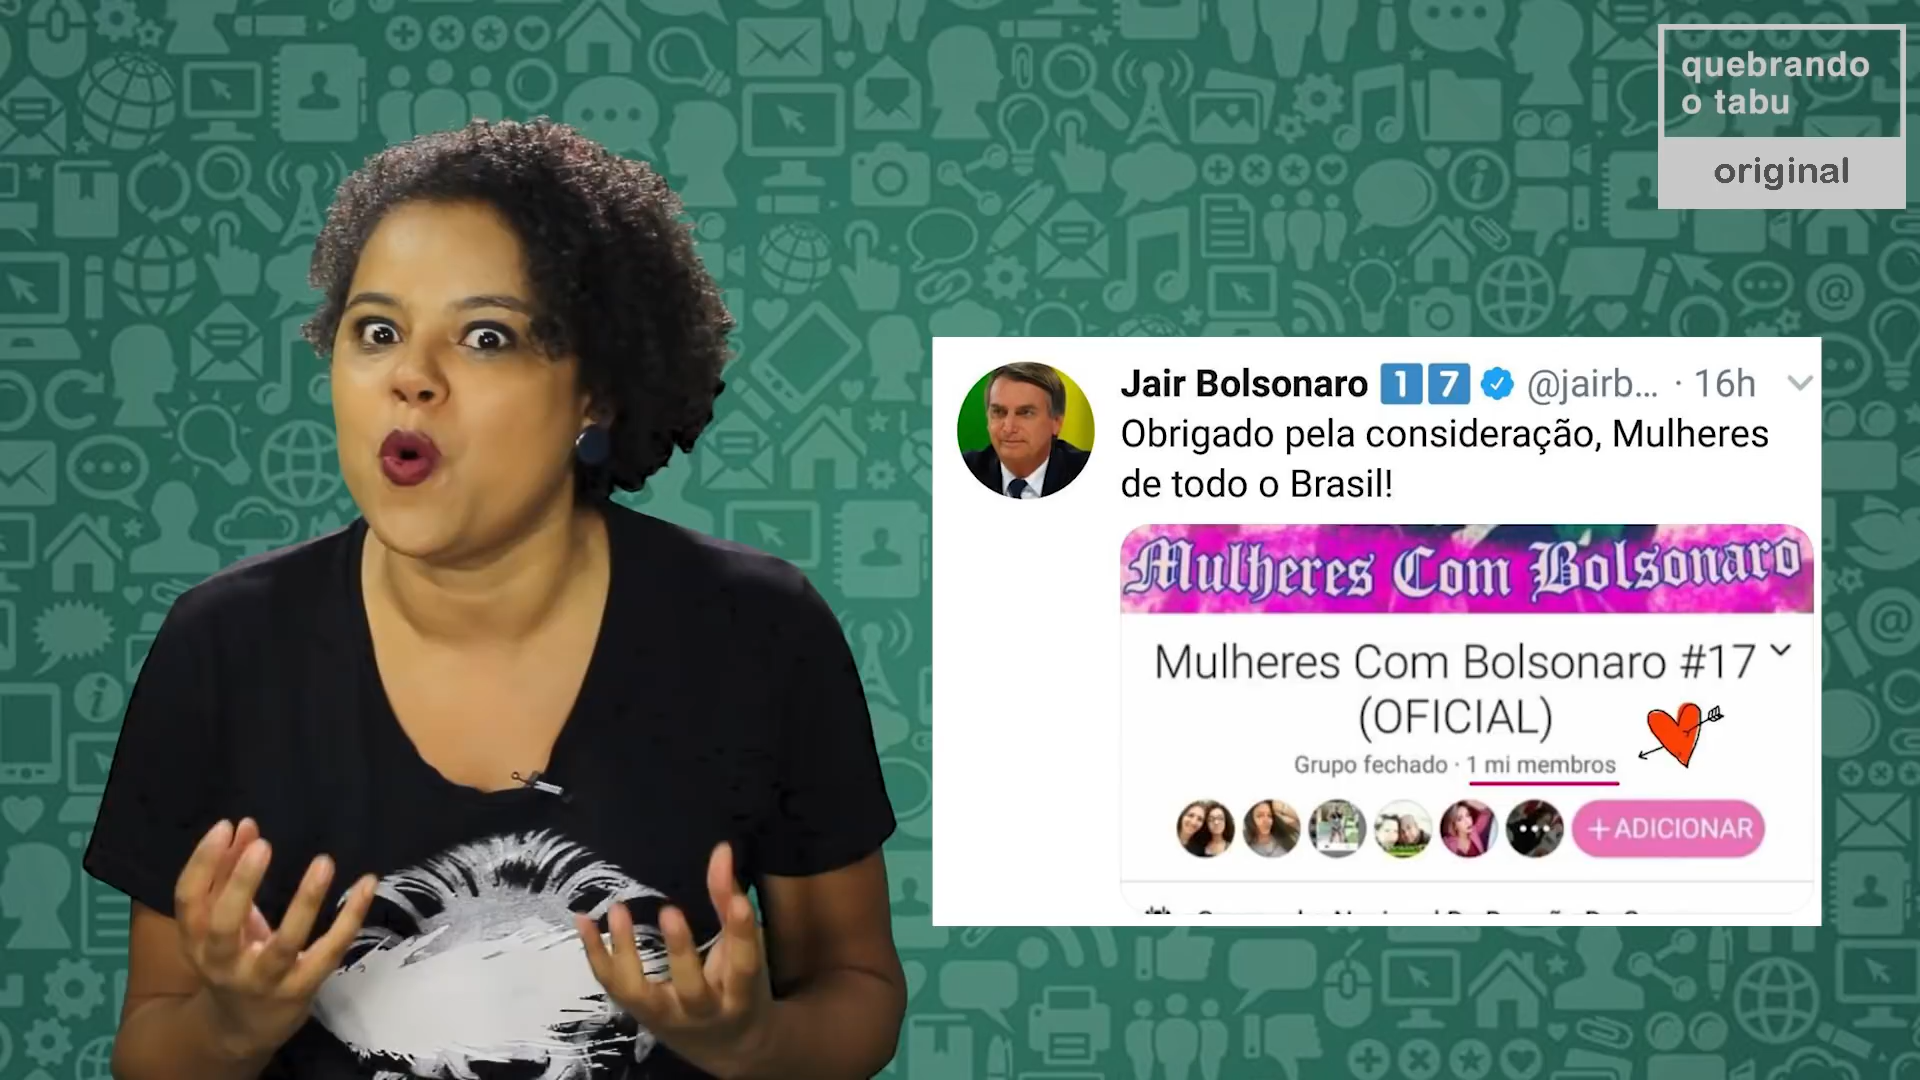 quebrando
o tabu
original
Jair Bolsonaro 1 7 @jairb... · 16h
Obrigado pela consideração, Mulheres
de todo o Brasil!
Mulheres Com Bolsonaro
Mulheres Com Bolsonaro #17
(OFICIAL)
Grupo fechado · 1 mi membros
+ADICIONAR